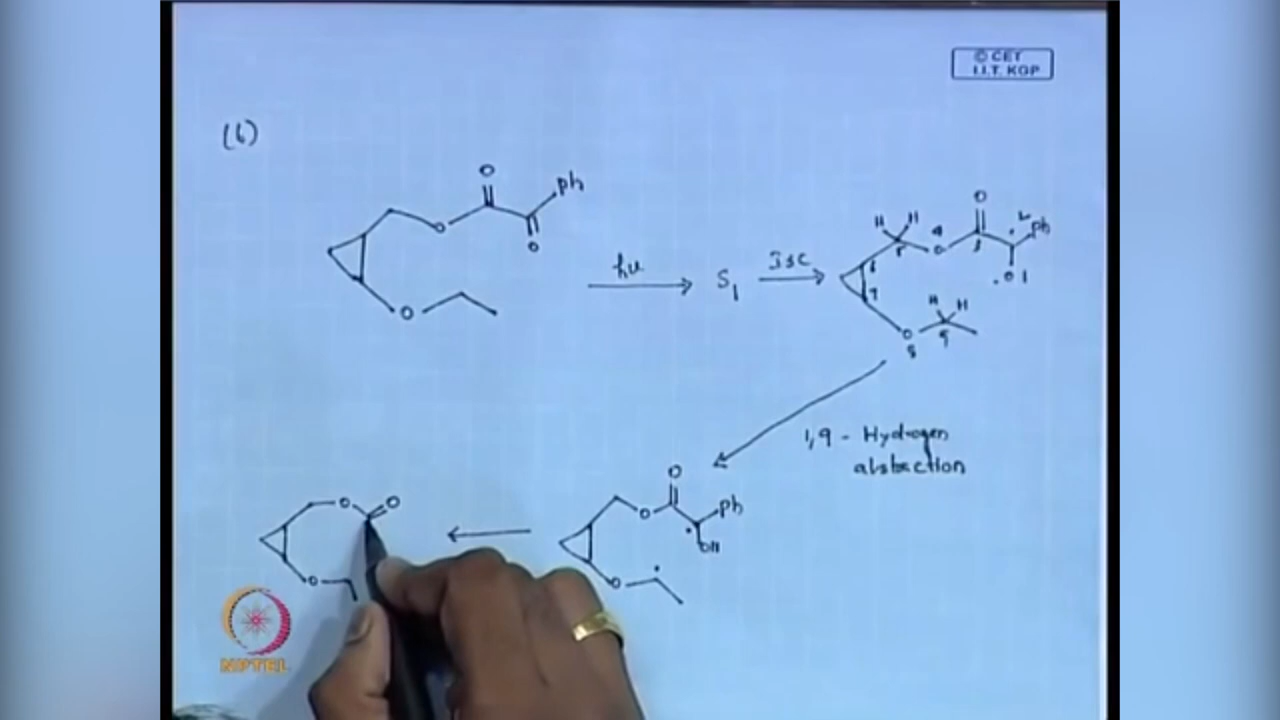 © CET
I.I.T. KGP
(6)
O
Ph
O
O
O
hν
S1
ISC
H H
O
4
O
5
3
2
Ph
.O 1
6
7
H H
O
8
9
1,9 - Hydrogen
abstraction
O
O
Ph
OH
O
O
O
O
NPTEL